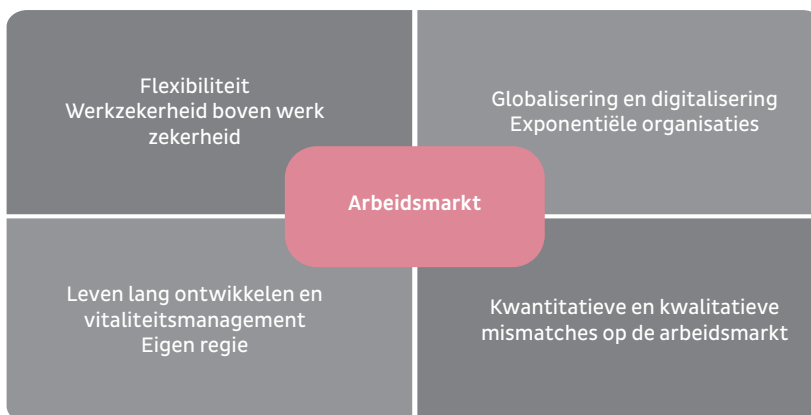 Flexibiliteit
Werkzekerheid boven werk
zekerheid
Globalisering en digitalisering
Exponentiële organisaties
Arbeidsmarkt
Leven lang ontwikkelen en
vitaliteitsmanagement
Eigen regie
Kwantitatieve en kwalitatieve
mismatches op de arbeidsmarkt